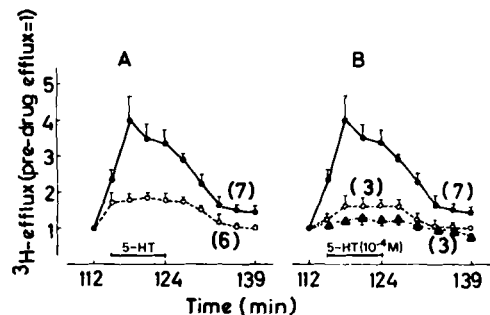 A
B
³H-efflux (pre-drug efflux=1)
5
4
3
2
1
(7)
(6)
5-HT
(3)
(7)
(3)
5-HT(10⁻⁴M)
112 124 139
112 124 139
Time (min)